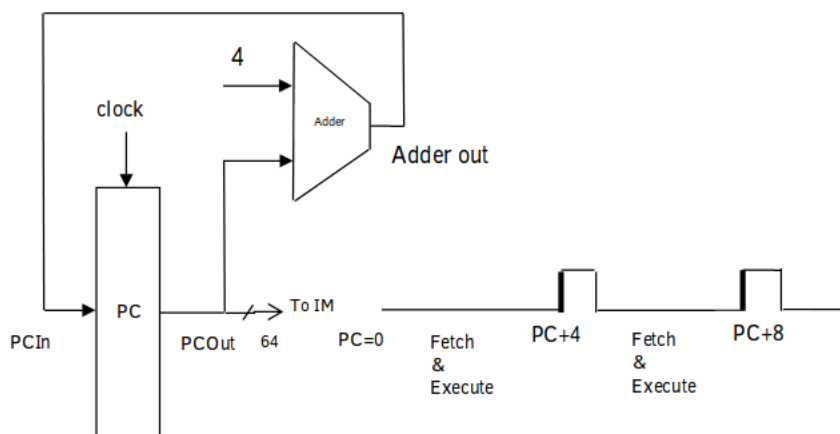 4
clock
Adder
Adder out
PC
To IM
PCIn
PCOut
64
PC=0
Fetch
&
Execute
PC+4
Fetch
&
Execute
PC+8